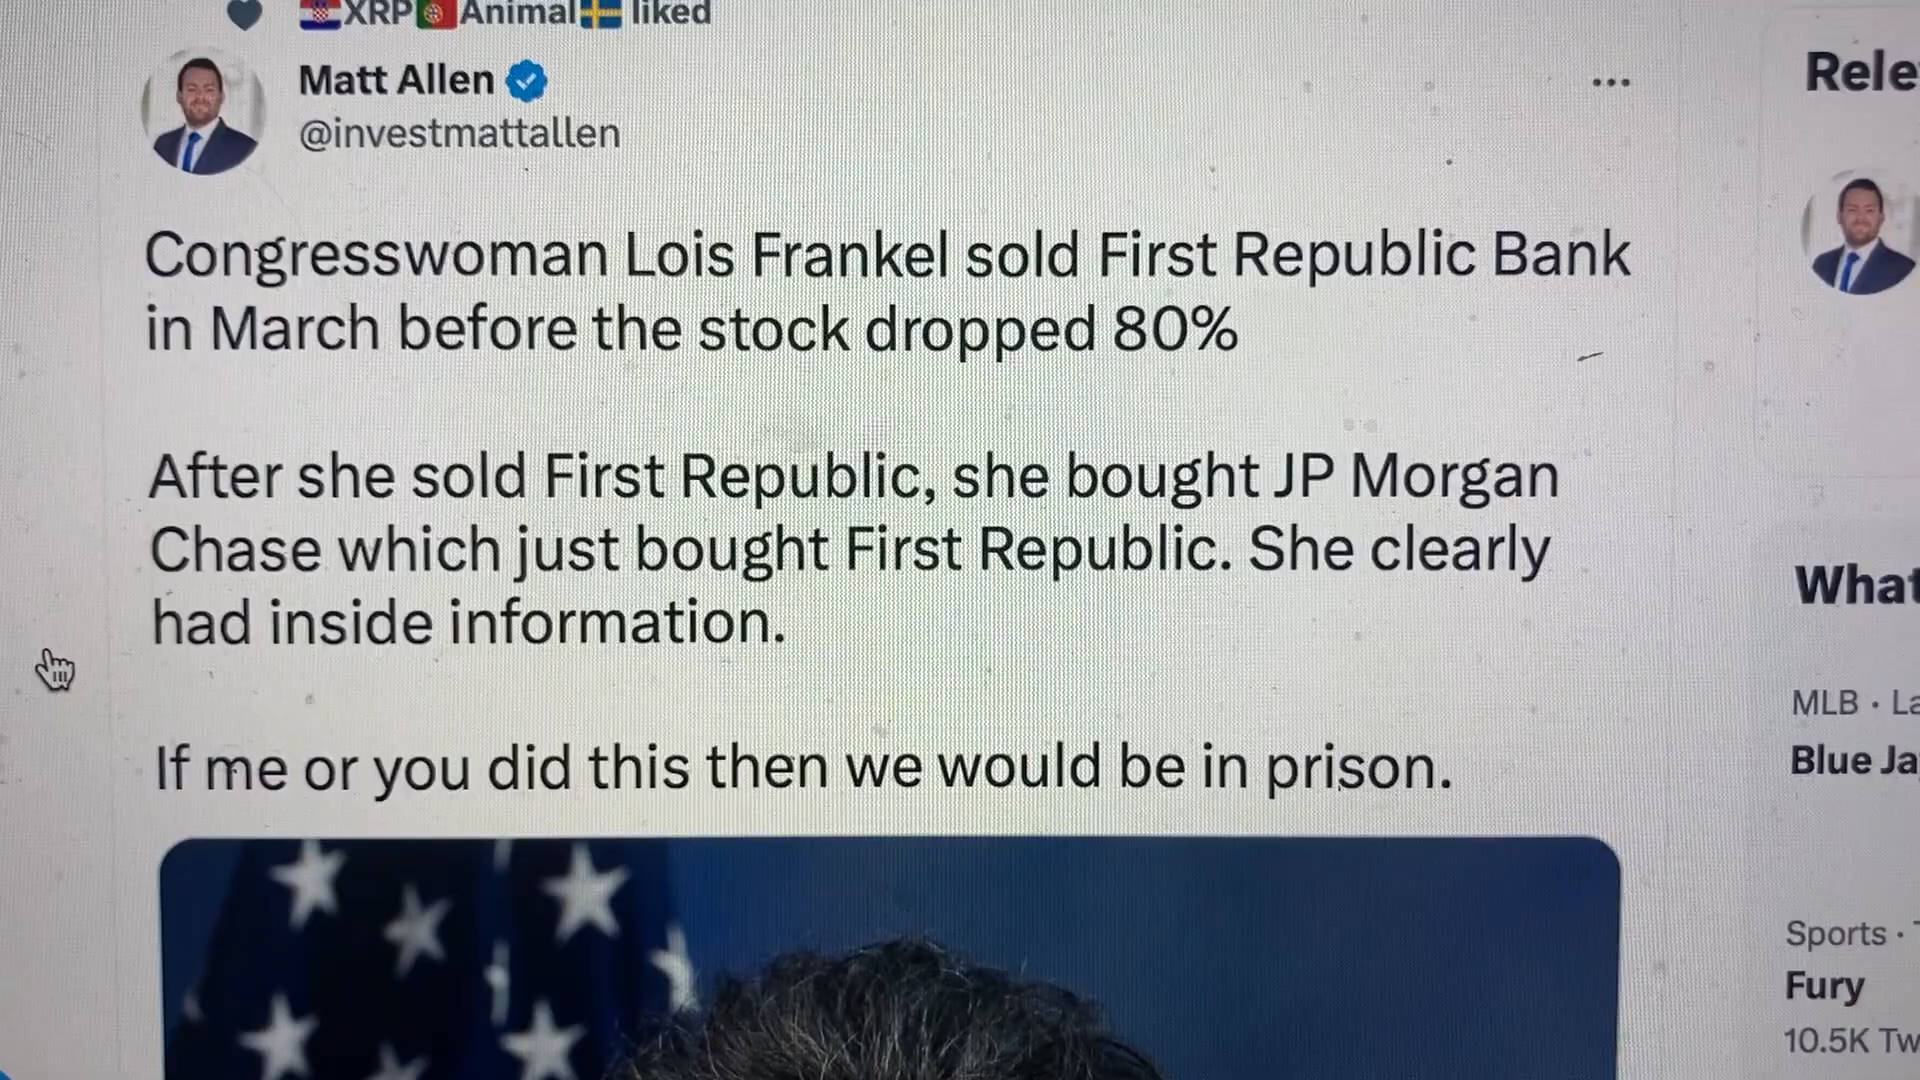 XRP Animal liked
Matt Allen
@investmattallen
Rele
Congresswoman Lois Frankel sold First Republic Bank
in March before the stock dropped 80%
After she sold First Republic, she bought JP Morgan
Chase which just bought First Republic. She clearly
had inside information.
If me or you did this then we would be in prison.
What
MLB · La
Blue Ja
Sports ·
Fury
10.5K Tw